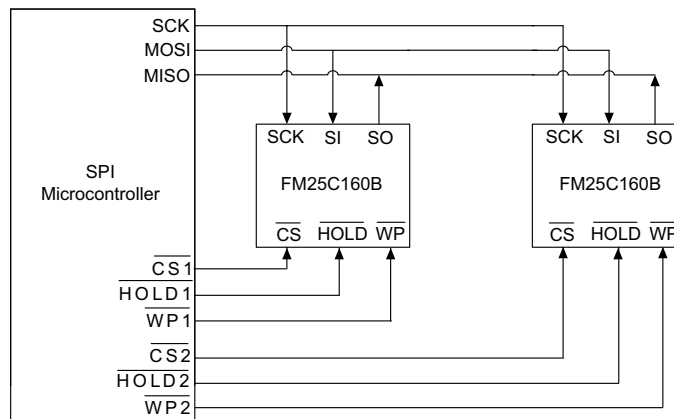 SCK
MOSI
MISO
SCK SI SO
SCK SI SO
SPI
Microcontroller
FM25C160B
FM25C160B
CS HOLD WP
CS HOLD WP
CS1
HOLD1
WP1
CS2
HOLD2
WP2